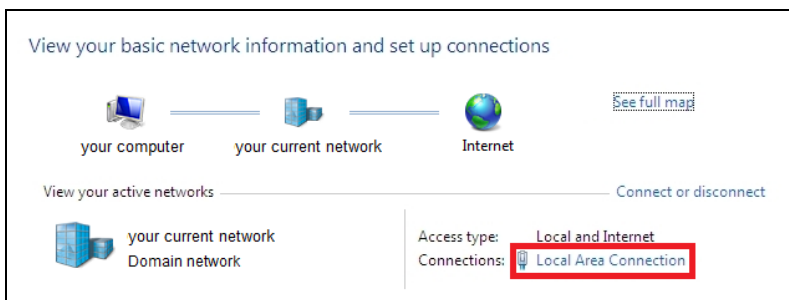 View your basic network information and set up connections
See full map
your computer your current network Internet
View your active networks Connect or disconnect
your current network Access type: Local and Internet
Domain network Connections: Local Area Connection